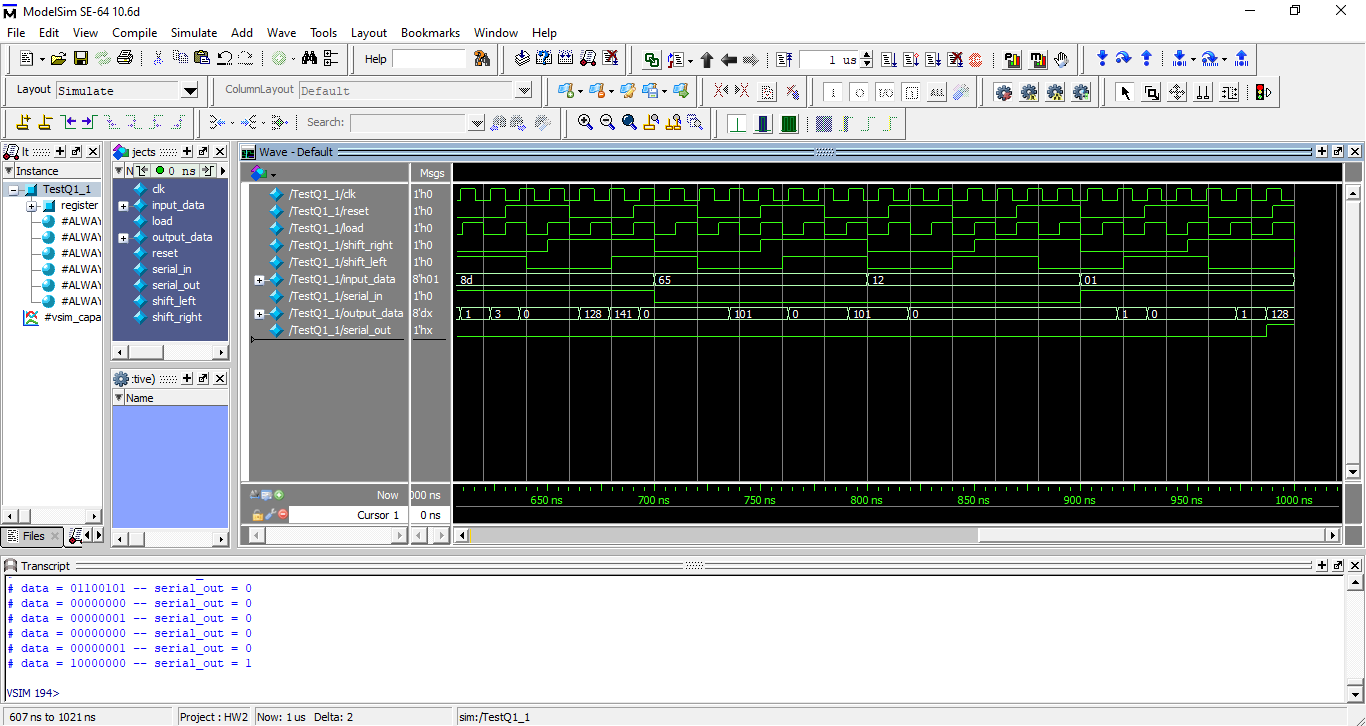 ModelSim SE-64 10.6d
File Edit View Compile Simulate Add Wave Tools Layout Bookmarks Window Help
Help 1 us
Layout Simulate ColumnLayout Default ALL
Search:
It jects Wave - Default
Instance N 0 ns Msgs
TestQ1_1
register
#ALWAY
#ALWAY
#ALWAY
#ALWAY
#ALWAY
#ALWAY
#vsim_capa
clk
input_data
load
output_data
reset
serial_in
serial_out
shift_left
shift_right
:tive)
Name
/TestQ1_1/clk 1'h0
/TestQ1_1/reset 1'h0
/TestQ1_1/load 1'h0
/TestQ1_1/shift_right 1'h0
/TestQ1_1/shift_left 1'h0
/TestQ1_1/input_data 8'h01 8d 65 12 01
/TestQ1_1/serial_in 1'h0
/TestQ1_1/output_data 8'dx 1 3 0 128 141 0 101 0 101 0 1 0 1 128
/TestQ1_1/serial_out 1'hx
Now 000 ns 650 ns 700 ns 750 ns 800 ns 850 ns 900 ns 950 ns 1000 ns
Cursor 1 0 ns
Files
Transcript
# data = 01100101 -- serial_out = 0
# data = 00000000 -- serial_out = 0
# data = 00000001 -- serial_out = 0
# data = 00000000 -- serial_out = 0
# data = 00000001 -- serial_out = 0
# data = 10000000 -- serial_out = 1
VSIM 194>
607 ns to 1021 ns Project : HW2 Now: 1 us Delta: 2 sim:/TestQ1_1